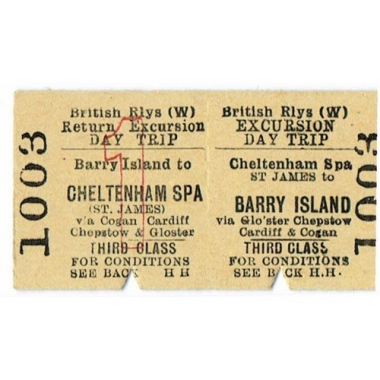 1003
British Rlys (W)
Return Excursion
DAY TRIP
Barry Island to
CHELTENHAM SPA
(ST. JAMES)
via Cogan Cardiff
Chepstow & Gloster
THIRD CLASS
FOR CONDITIONS
SEE BACK H H
1
British Rlys (W)
EXCURSION
DAY TRIP
Cheltenham Spa
ST JAMES to
BARRY ISLAND
via Glo'ster Chepstow
Cardiff & Cogan
THIRD CLASS
FOR CONDITIONS
SEE BACK H.H.
1003